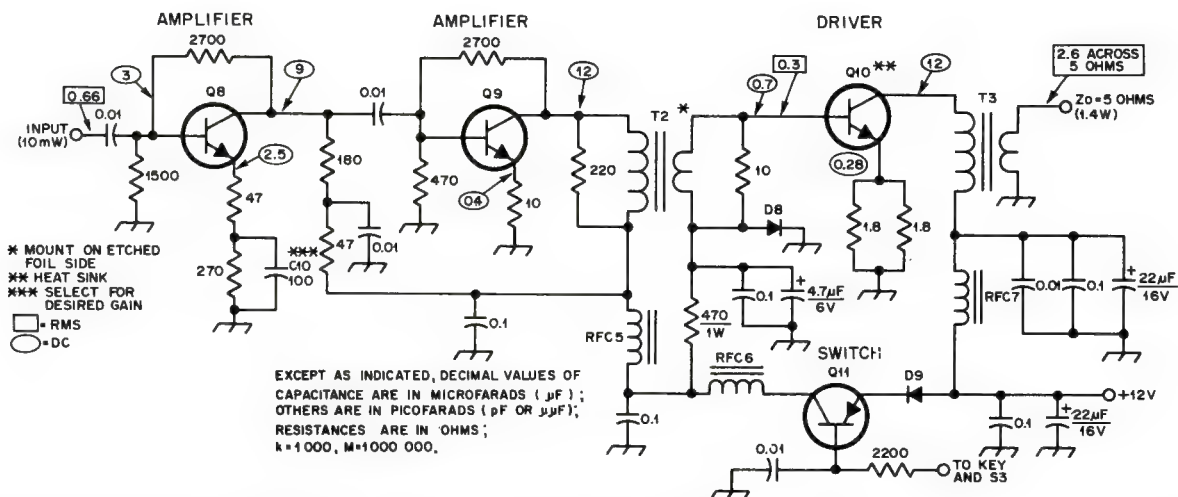 AMPLIFIER
AMPLIFIER
DRIVER
2700
2700
3
9
12
0.7
0.3
Q10**
12
2.6 ACROSS
5 OHMS
0.66
0.01
INPUT
(10mW)
Q8
0.01
Q9
T2
*
T3
Zo=5 OHMS
(1.4W)
2.5
1500
47
180
470
04
10
220
10
0.28
D8
1.8
1.8
* MOUNT ON ETCHED
FOIL SIDE
** HEAT SINK
*** SELECT FOR
DESIRED GAIN
= RMS
= DC
270
C10
100
***
47
0.01
0.1
RFC5
470
1W
0.1
+
4.7µF
6V
RFC7
0.01
0.1
+
22µF
16V
EXCEPT AS INDICATED, DECIMAL VALUES OF
CAPACITANCE ARE IN MICROFARADS (µF);
OTHERS ARE IN PICOFARADS (pF OR µµF);
RESISTANCES ARE IN OHMS;
k=1000, M=1000 000.
0.1
RFC6
SWITCH
Q11
D9
+12V
0.1
+
22µF
16V
0.01
2200
TO KEY
AND S3